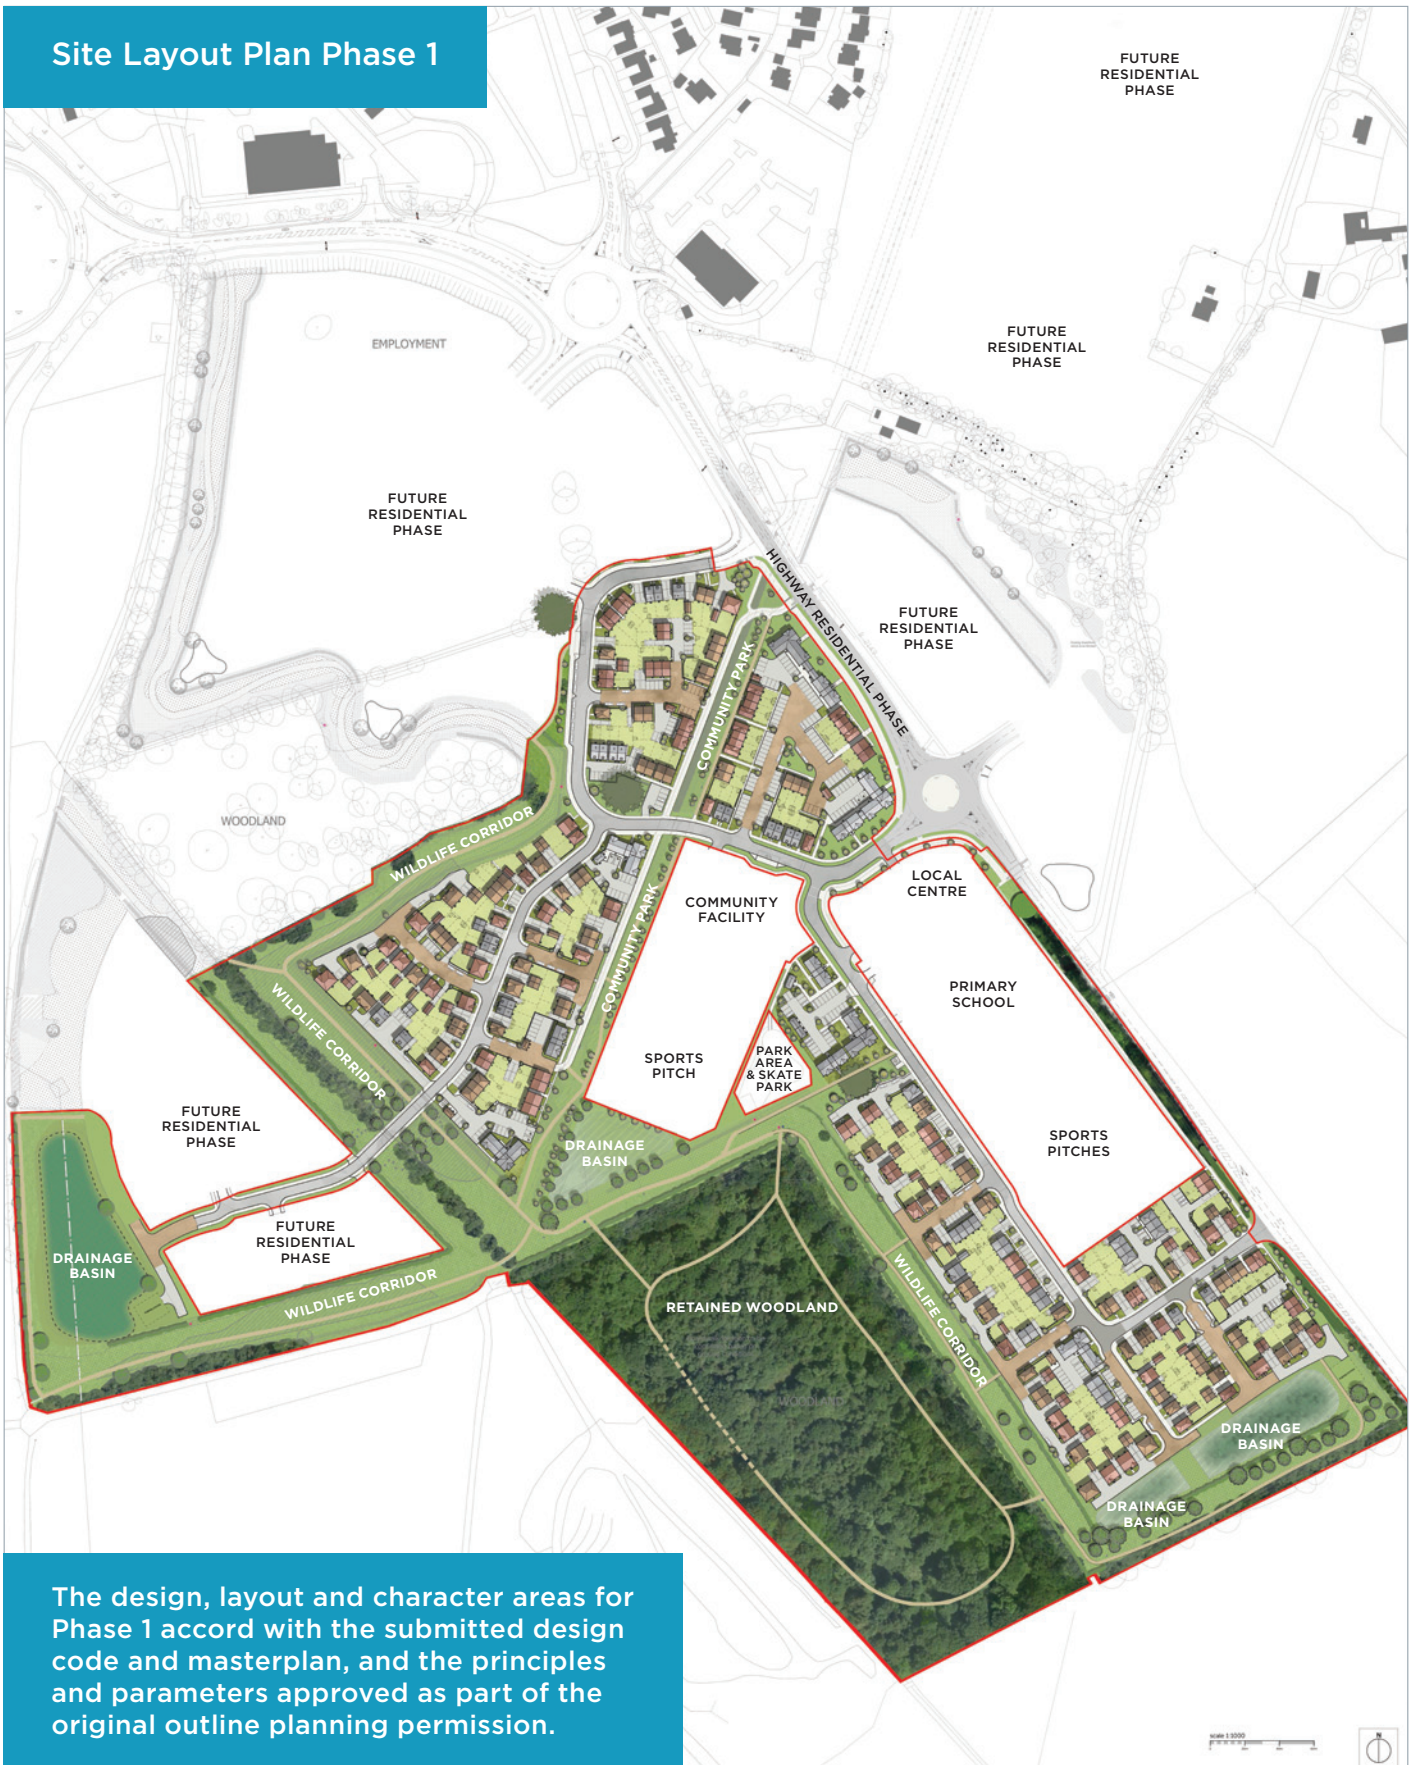 Site Layout Plan Phase 1
FUTURE
RESIDENTIAL
PHASE
FUTURE
RESIDENTIAL
PHASE
EMPLOYMENT
FUTURE
RESIDENTIAL
PHASE
HIGHWAY RESIDENTIAL PHASE
FUTURE
RESIDENTIAL
PHASE
COMMUNITY PARK
WOODLAND
WILDLIFE CORRIDOR
LOCAL
CENTRE
COMMUNITY
FACILITY
COMMUNITY PARK
PRIMARY
SCHOOL
WILDLIFE CORRIDOR
SPORTS
PITCH
PARK
AREA
& SKATE
PARK
FUTURE
RESIDENTIAL
PHASE
DRAINAGE
BASIN
SPORTS
PITCHES
FUTURE
RESIDENTIAL
PHASE
DRAINAGE
BASIN
WILDLIFE CORRIDOR
RETAINED WOODLAND
WILDLIFE CORRIDOR
WOODLAND
DRAINAGE
BASIN
DRAINAGE
BASIN
The design, layout and character areas for
Phase 1 accord with the submitted design
code and masterplan, and the principles
and parameters approved as part of the
original outline planning permission.
scale 1:1000
N